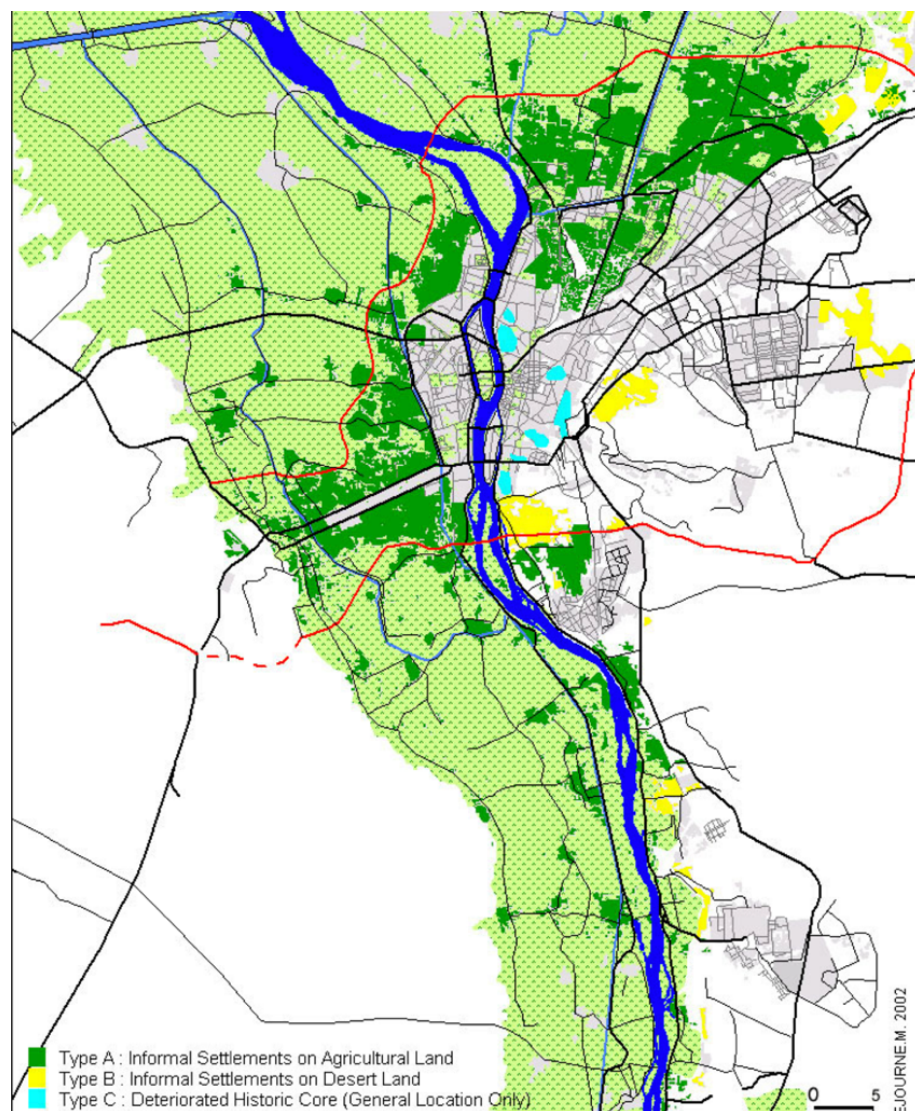 Type A : Informal Settlements on Agricultural Land
Type B : Informal Settlements on Desert Land
Type C : Deteriorated Historic Core (General Location Only)
0 5
EJOURNE.M. 2002